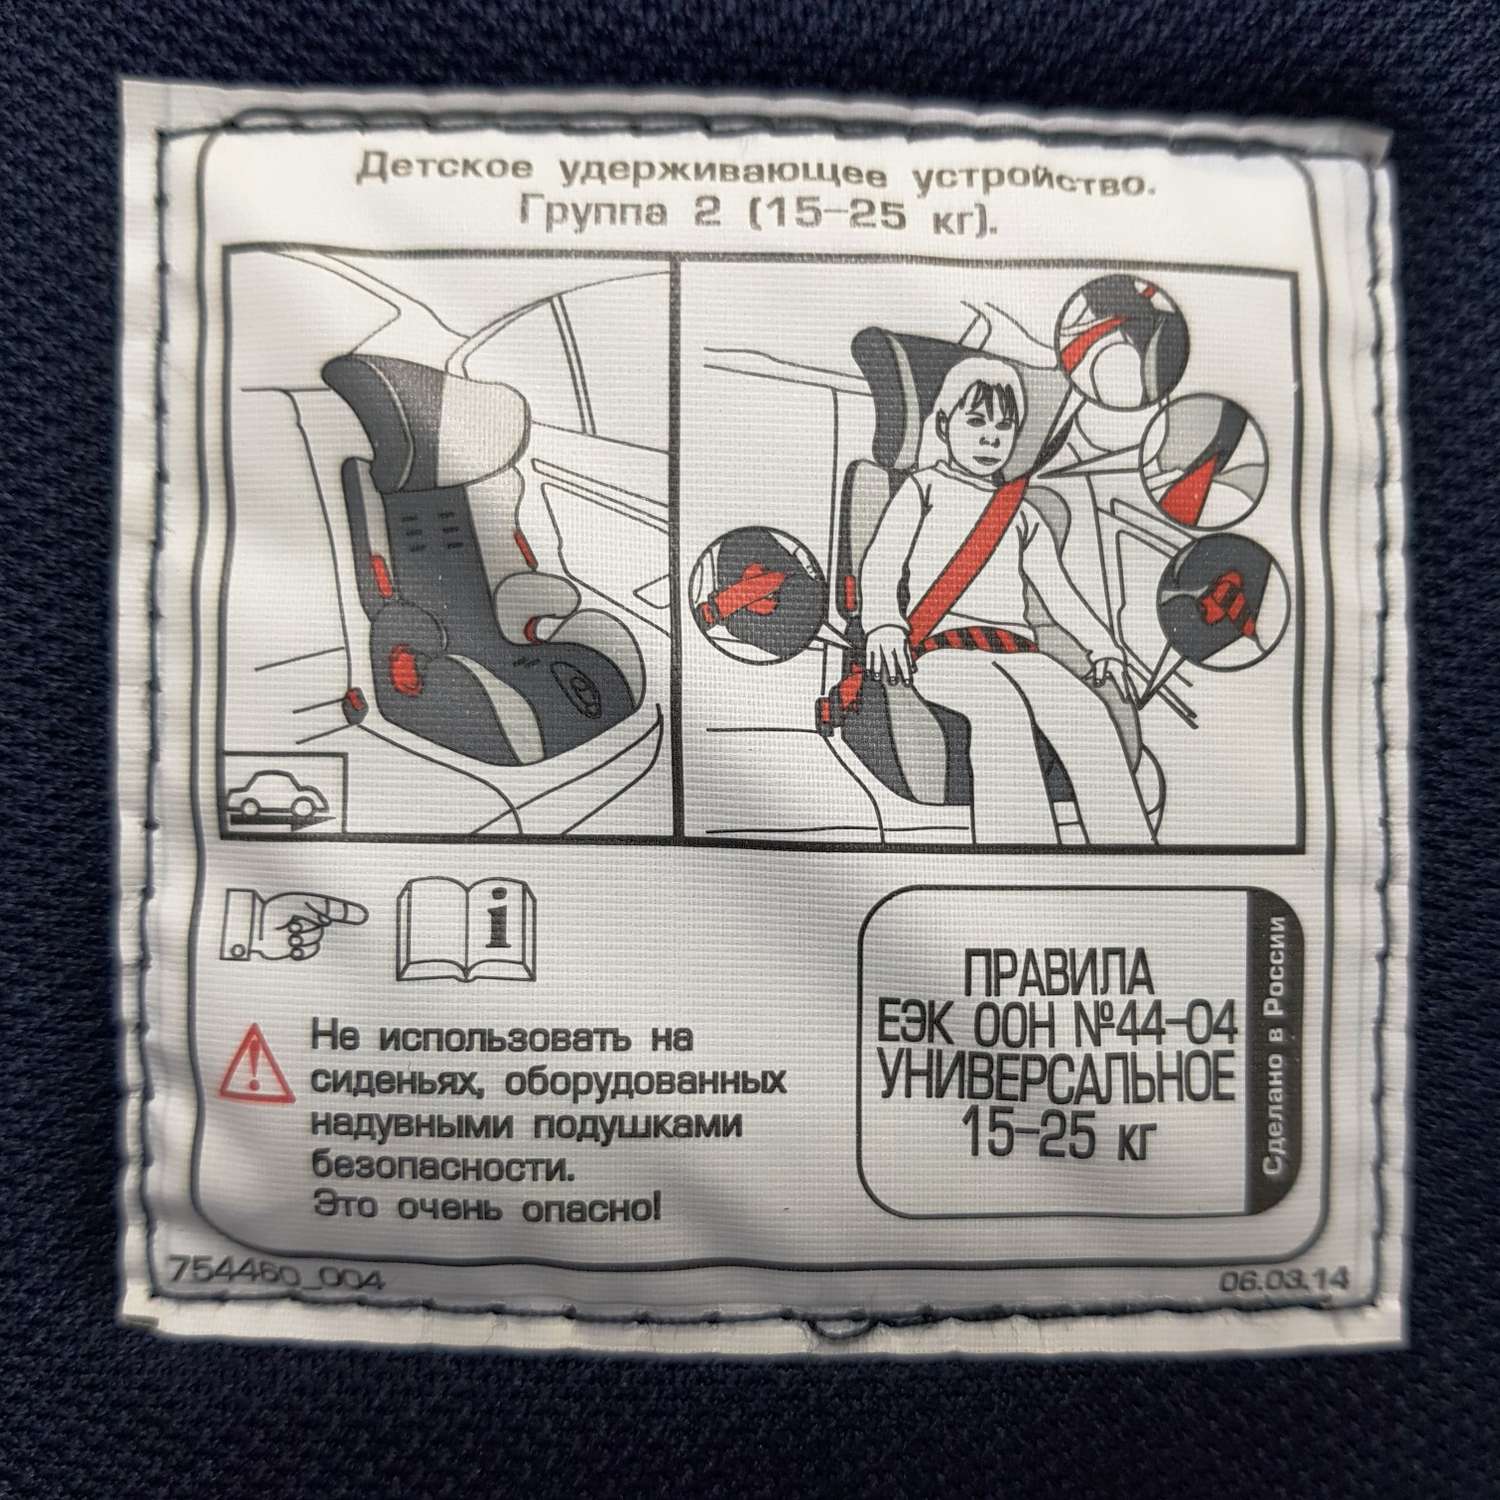 Детское удерживающее устройство.
Группа 2 (15-25 кг).
i
Не использовать на
сиденьях, оборудованных
надувными подушками
безопасности.
Это очень опасно!
ПРАВИЛА
ЕЭК ООН №44-04
УНИВЕРСАЛЬНОЕ
15-25 кг
Сделано в России
754460_004
06.03.14